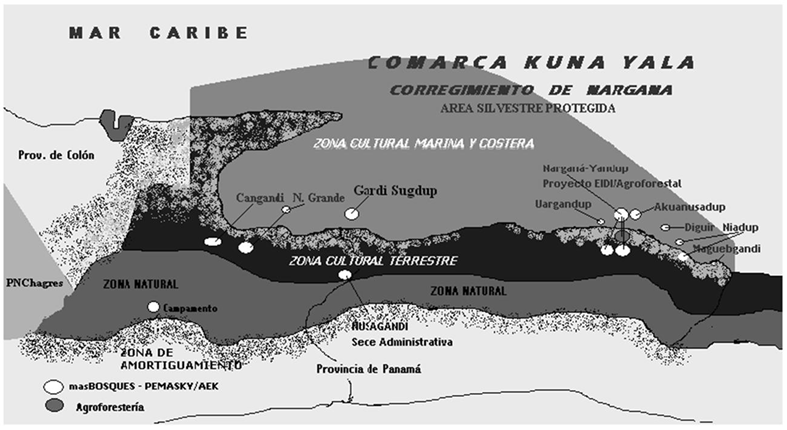 MAR CARIBE
COMARCA KUNA YALA
CORREGIMIENTO DE NARGANA
AREA SILVESTRE PROTEGIDA
ZONA CULTURAL MARINA Y COSTERA
Prov. de Colón
Narganá-Yandup
Proyecto EIDI/Agroforestal
Cangandi
N. Grande
Gardi Sugdup
Uargandup
Akuanusadup
Diguir
Niadup
Maguebgandi
ZONA CULTURAL TERRESTRE
PNChagres
ZONA NATURAL
ZONA NATURAL
Campamento
NUSAGANDI
Sece Administrativa
ZONA DE
AMORTIGUAMIENTO
Provincia de Panamá
masBOSQUES - PEMASKY/AEK
Agroforestería